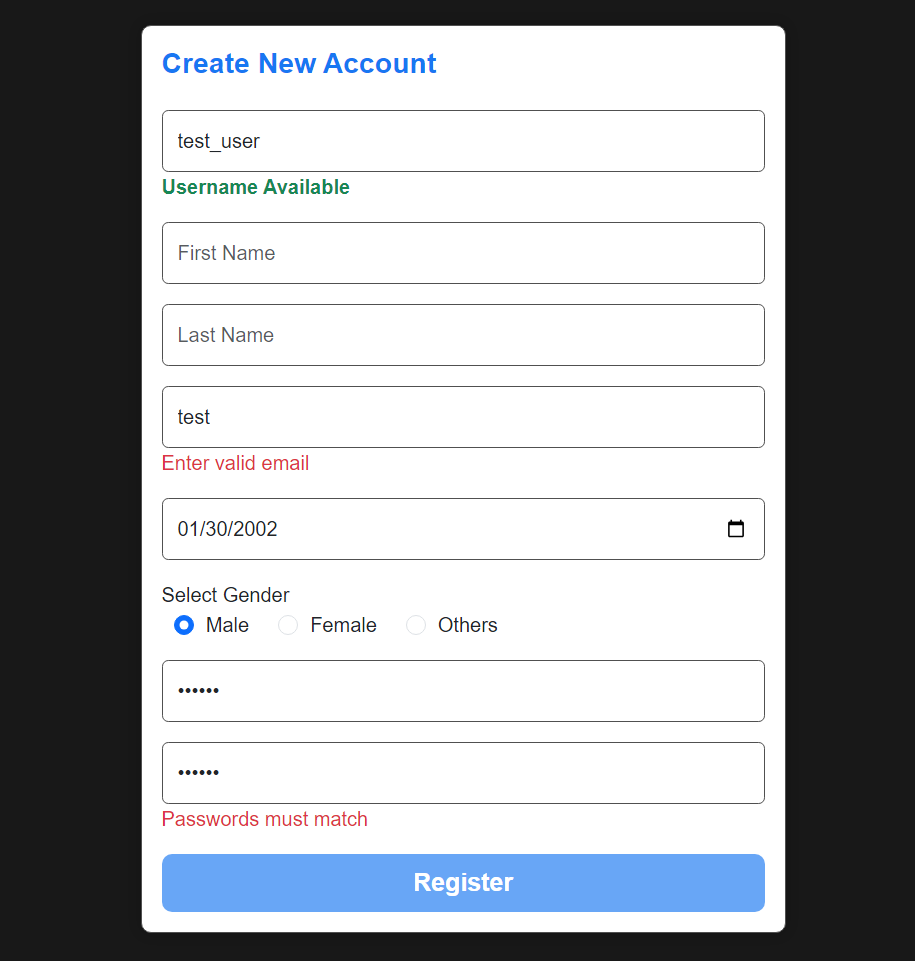 Create New Account
test_user
Username Available
First Name
Last Name
test
Enter valid email
01/30/2002
Select Gender
Male Female Others
••••••
••••••
Passwords must match
Register